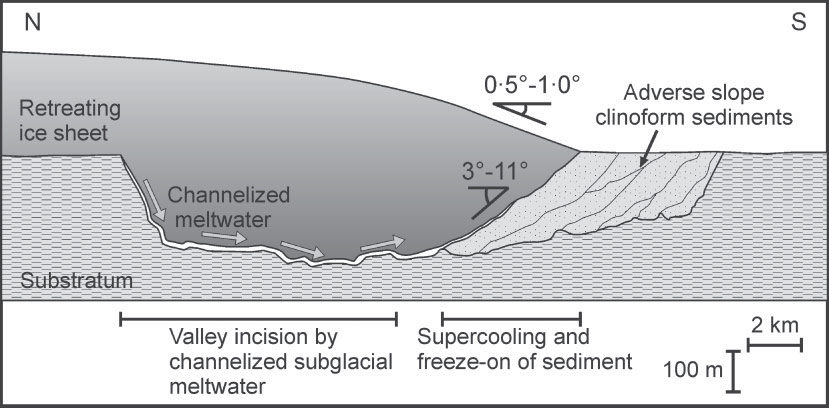 N
S
0·5°-1·0°
Adverse slope
clinoform sediments
Retreating
ice sheet
3°-11°
Channelized
meltwater
Substratum
Valley incision by
channelized subglacial
meltwater
Supercooling and
freeze-on of sediment
2 km
100 m